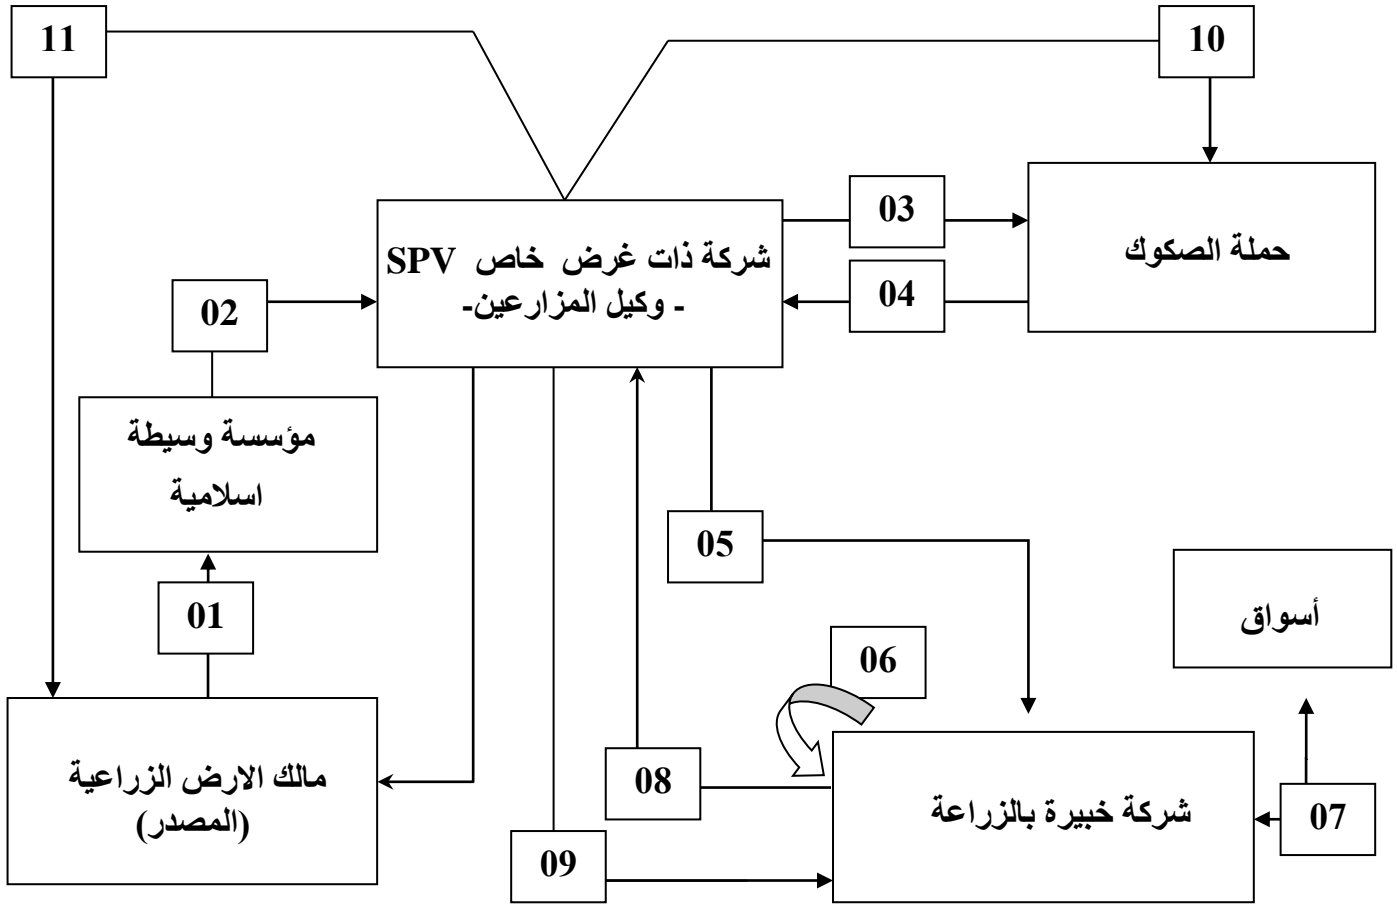 11
10
03
حملة الصكوك
شركة ذات غرض خاص SPV
- وكيل المزارعين-
04
02
مؤسسة وسيطة
اسلامية
05
01
أسواق
06
08
مالك الارض الزراعية
(المصدر)
شركة خبيرة بالزراعة
07
09